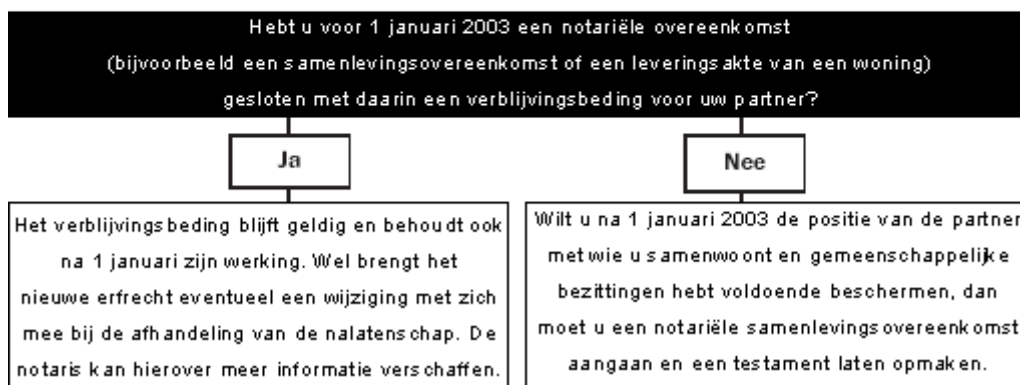 Hebt u voor 1 januari 2003 een notariële overeenkomst
(bijvoorbeeld een samenlevingsovereenkomst of een leveringsakte van een woning)
gesloten met daarin een verblijvingsbeding voor uw partner?
Ja
Nee
Het verblijvingsbeding blijft geldig en behoudt ook
na 1 januari zijn werking. Wel brengt het
nieuwe erfrecht eventueel een wijziging met zich
mee bij de afhandeling van de nalatenschap. De
notaris kan hierover meer informatie verschaffen.
Wilt u na 1 januari 2003 de positie van de partner
met wie u samenwoont en gemeenschappelijke
bezittingen hebt voldoende beschermen, dan
moet u een notariële samenlevingsovereenkomst
aangaan en een testament laten opmaken.